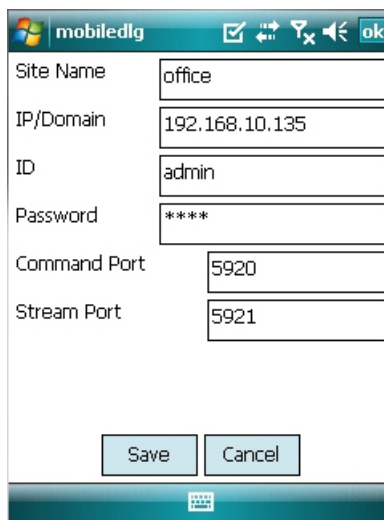 mobiledlg ok
Site Name office
IP/Domain 192.168.10.135
ID admin
Password ****
Command Port 5920
Stream Port 5921
Save Cancel